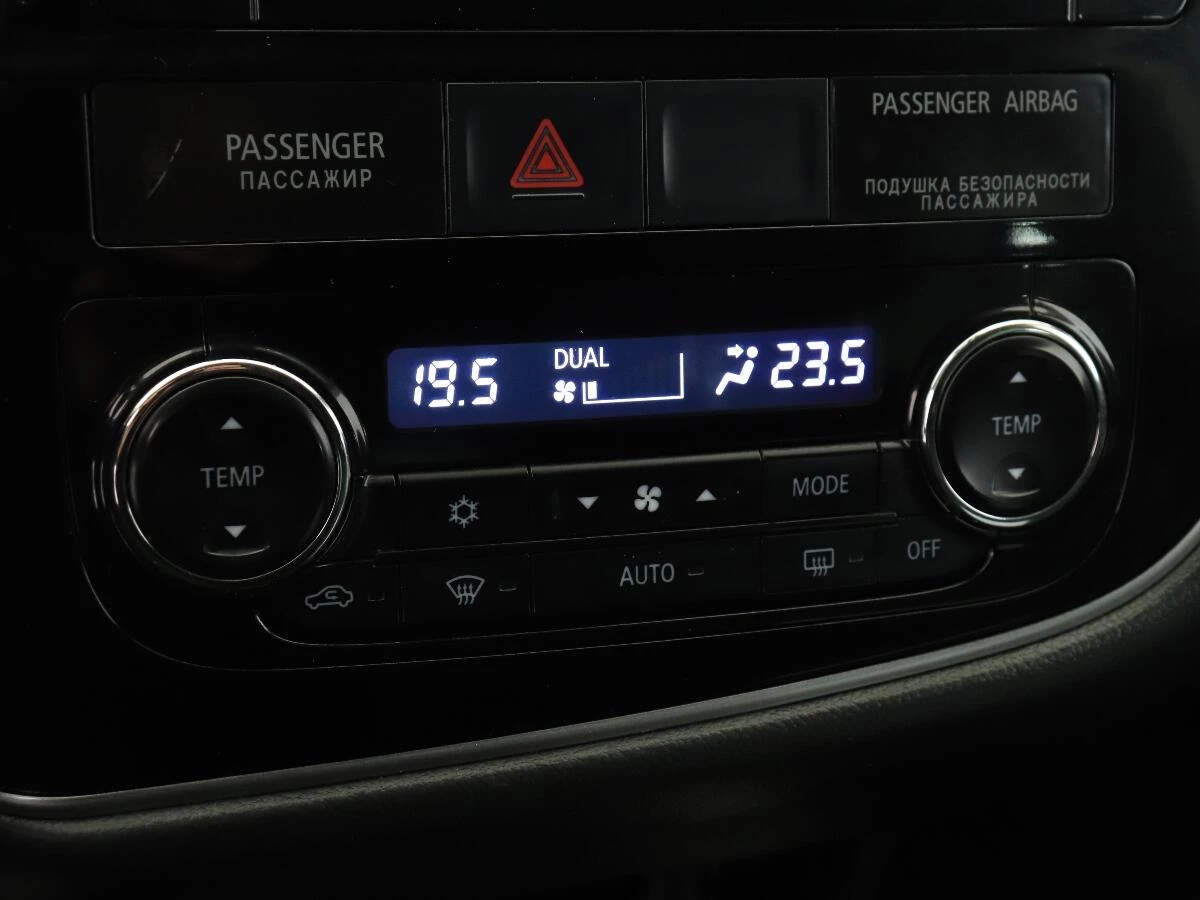 PASSENGER
ПАССАЖИР
PASSENGER AIRBAG
ПОДУШКА БЕЗОПАСНОСТИ
ПАССАЖИРА
19.5
DUAL
23.5
TEMP
TEMP
MODE
AUTO
OFF